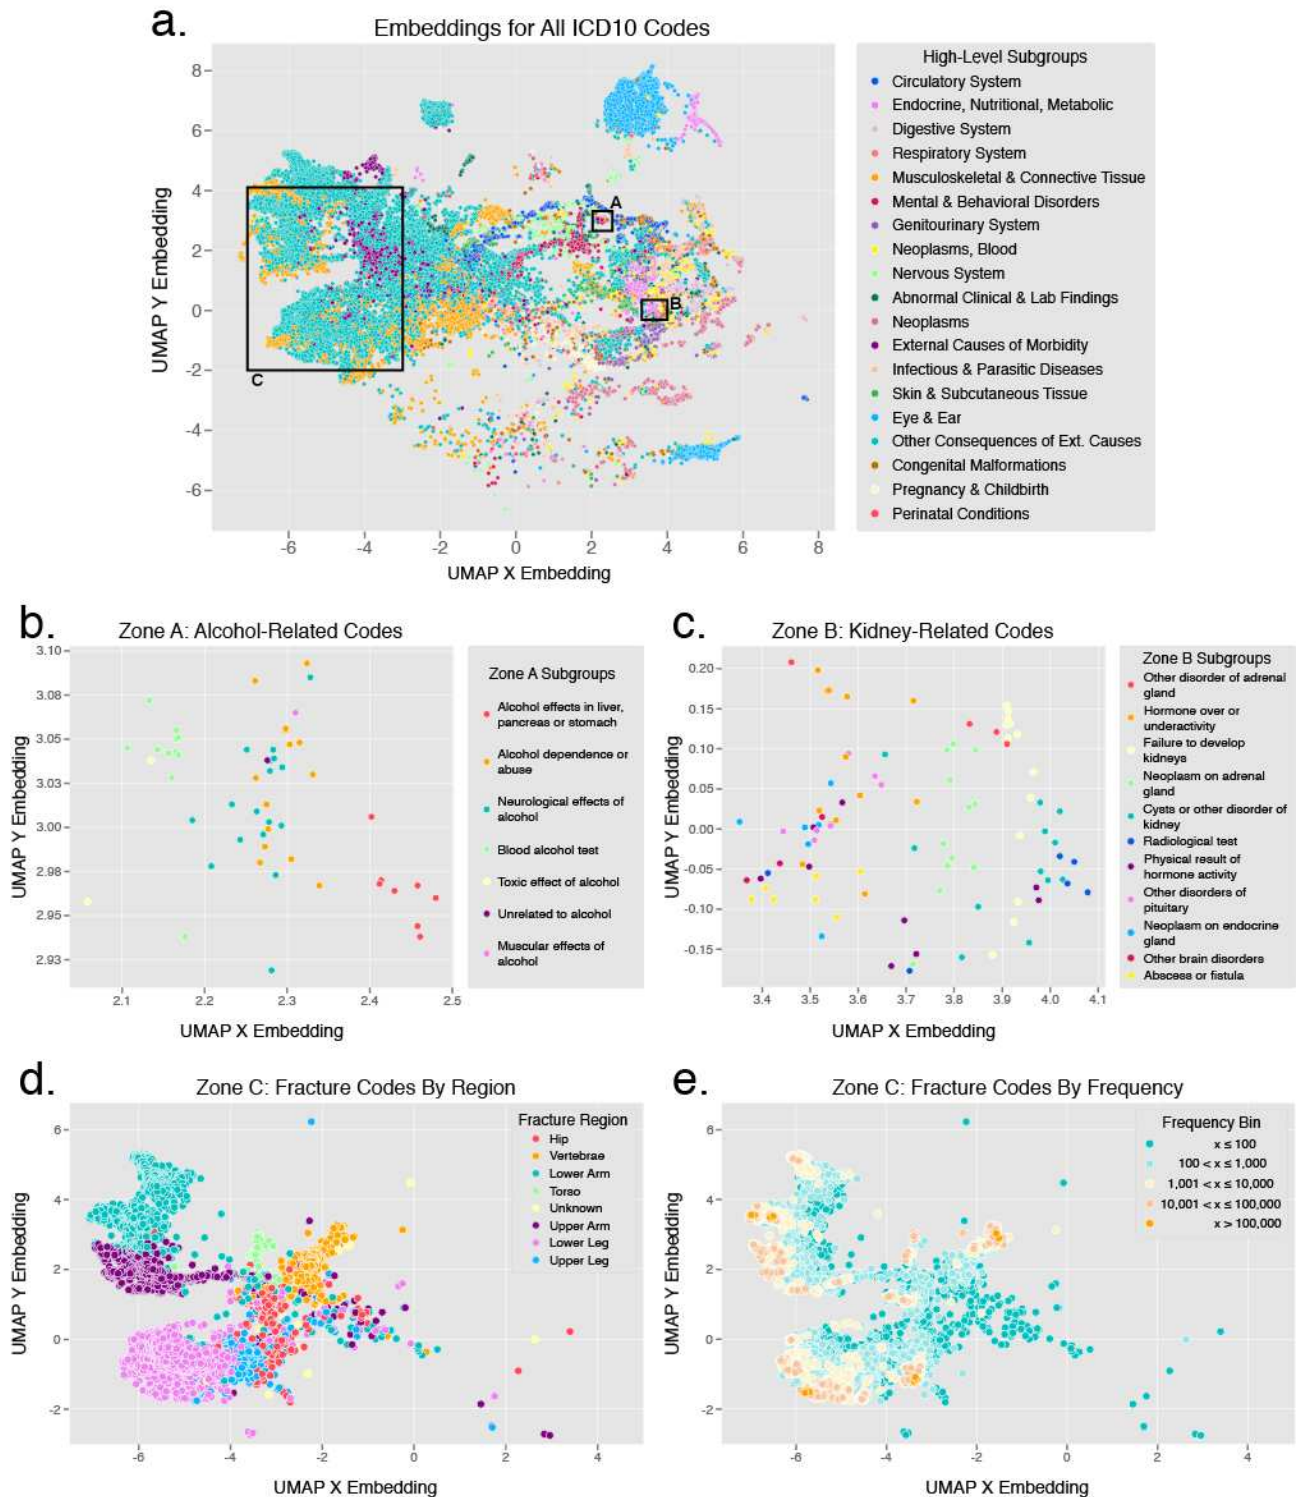 a.
Embeddings for All ICD10 Codes
8
6
4
2
0
-2
-4
-6
UMAP Y Embedding
A
B
C
-6 -4 -2 0 2 4 6 8
UMAP X Embedding
High-Level Subgroups
Circulatory System
Endocrine, Nutritional, Metabolic
Digestive System
Respiratory System
Musculoskeletal & Connective Tissue
Mental & Behavioral Disorders
Genitourinary System
Neoplasms, Blood
Nervous System
Abnormal Clinical & Lab Findings
Neoplasms
External Causes of Morbidity
Infectious & Parasitic Diseases
Skin & Subcutaneous Tissue
Eye & Ear
Other Consequences of Ext. Causes
Congenital Malformations
Pregnancy & Childbirth
Perinatal Conditions
b.
Zone A: Alcohol-Related Codes
3.10
3.08
3.05
3.03
3.00
2.98
2.95
2.93
UMAP Y Embedding
2.1 2.2 2.3 2.4 2.5
UMAP X Embedding
Zone A Subgroups
Alcohol effects in liver,
pancreas or stomach
Alcohol dependence or
abuse
Neurological effects of
alcohol
Blood alcohol test
Toxic effect of alcohol
Unrelated to alcohol
Muscular effects of
alcohol
c.
Zone B: Kidney-Related Codes
0.20
0.15
0.10
0.05
0.00
-0.05
-0.10
-0.15
UMAP Y Embedding
3.4 3.5 3.6 3.7 3.8 3.9 4.0 4.1
UMAP X Embedding
Zone B Subgroups
Other disorder of adrenal
gland
Hormone over or
underactivity
Failure to develop
kidneys
Neoplasm on adrenal
gland
Cysts or other disorder of
kidney
Radiological test
Physical result of
hormone activity
Other disorders of
pituitary
Neoplasm on endocrine
gland
Other brain disorders
Abscess or fistula
d.
Zone C: Fracture Codes By Region
6
4
2
0
-2
UMAP Y Embedding
-6 -4 -2 0 2 4
UMAP X Embedding
Fracture Region
Hip
Vertebrae
Lower Arm
Torso
Unknown
Upper Arm
Lower Leg
Upper Leg
e.
Zone C: Fracture Codes By Frequency
6
4
2
0
-2
UMAP Y Embedding
-6 -4 -2 0 2 4
UMAP X Embedding
Frequency Bin
x ≤ 100
100 < x ≤ 1,000
1,001 < x ≤ 10,000
10,001 < x ≤ 100,000
x > 100,000